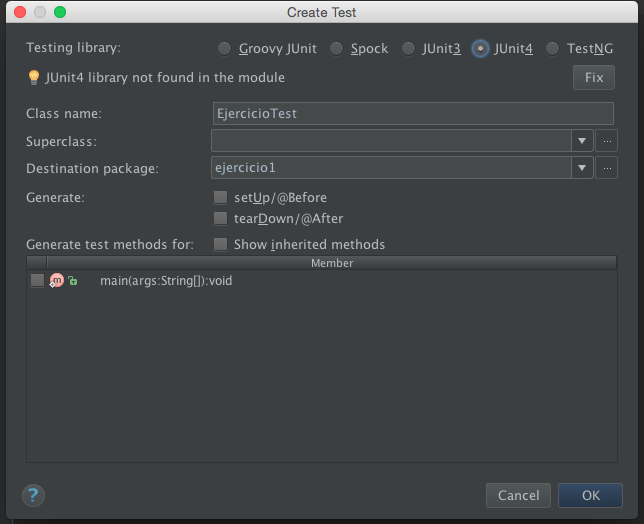 Create Test
Testing library: Groovy JUnit Spock JUnit3 JUnit4 TestNG
JUnit4 library not found in the module Fix
Class name: EjercicioTest
Superclass: ...
Destination package: ejercicio1 ...
Generate: setUp/@Before
tearDown/@After
Generate test methods for: Show inherited methods
Member
m main(args:String[]):void
? Cancel OK